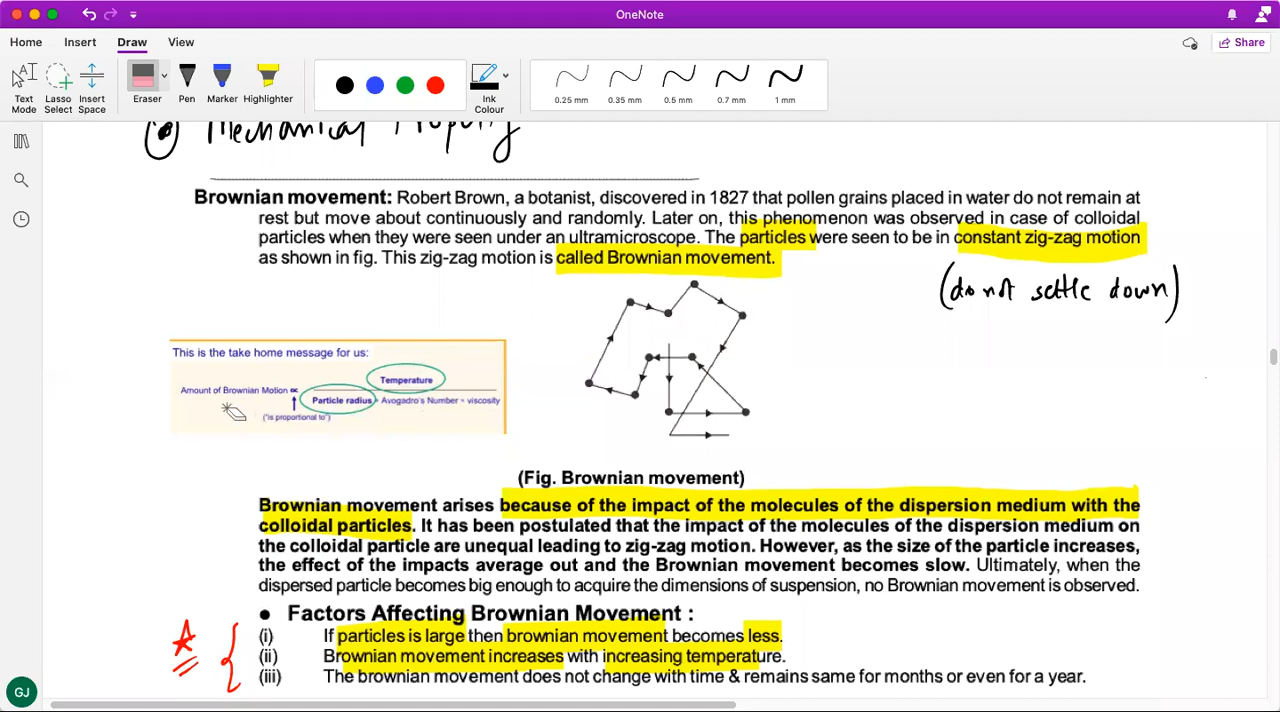 OneNote
Home Insert Draw View
Share
Text Mode
Lasso Select
Insert Space
Eraser
Pen
Marker
Highlighter
Ink Colour
0.25 mm 0.35 mm 0.5 mm 0.7 mm 1 mm
Mechanical Property
Brownian movement: Robert Brown, a botanist, discovered in 1827 that pollen grains placed in water do not remain at
rest but move about continuously and randomly. Later on, this phenomenon was observed in case of colloidal
particles when they were seen under an ultramicroscope. The particles were seen to be in constant zig-zag motion
as shown in fig. This zig-zag motion is called Brownian movement.
(do not settle down)
This is the take home message for us:
Temperature
Amount of Brownian Motion ∝
Particle radius • Avogadro's Number • viscosity
("is proportional to")
(Fig. Brownian movement)
Brownian movement arises because of the impact of the molecules of the dispersion medium with the
colloidal particles. It has been postulated that the impact of the molecules of the dispersion medium on
the colloidal particle are unequal leading to zig-zag motion. However, as the size of the particle increases,
the effect of the impacts average out and the Brownian movement becomes slow. Ultimately, when the
dispersed particle becomes big enough to acquire the dimensions of suspension, no Brownian movement is observed.
● Factors Affecting Brownian Movement :
(i) If particles is large then brownian movement becomes less.
(ii) Brownian movement increases with increasing temperature.
(iii) The brownian movement does not change with time & remains same for months or even for a year.
GJ